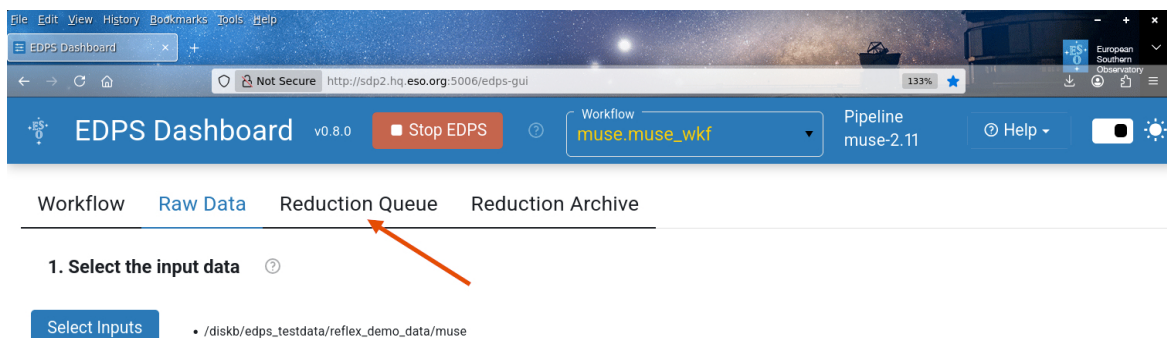 File Edit View History Bookmarks Tools Help
EDPS Dashboard × +
ES O European Southern Observatory
Not Secure http://sdp2.hq.eso.org:5006/edps-gui 133%
ES O EDPS Dashboard v0.8.0 Stop EDPS ? Workflow muse.muse_wkf Pipeline muse-2.11 ? Help
Workflow Raw Data Reduction Queue Reduction Archive
1. Select the input data ?
Select Inputs • /diskb/edps_testdata/reflex_demo_data/muse